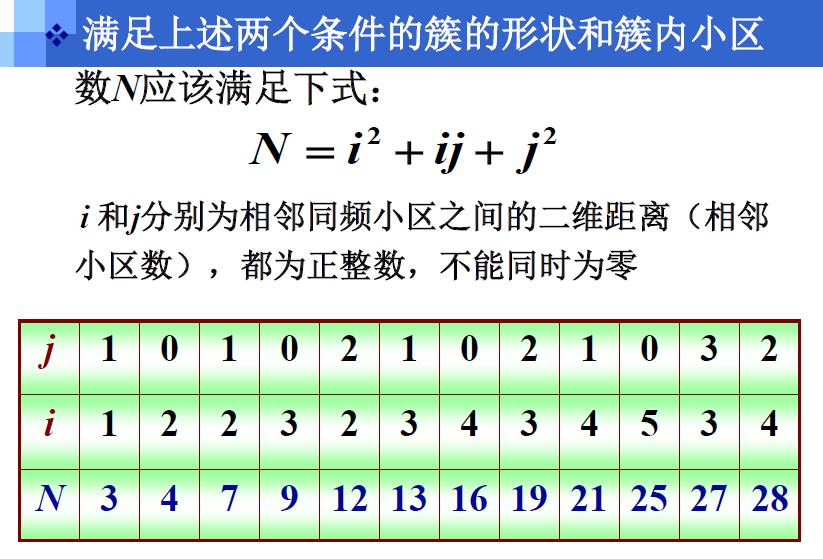 满足上述两个条件的簇的形状和簇内小区
数N应该满足下式：
N = i² + ij + j²
i 和j分别为相邻同频小区之间的二维距离（相邻
小区数），都为正整数，不能同时为零
j 1 0 1 0 2 1 0 2 1 0 3 2
i 1 2 2 3 2 3 4 3 4 5 3 4
N 3 4 7 9 12 13 16 19 21 25 27 28